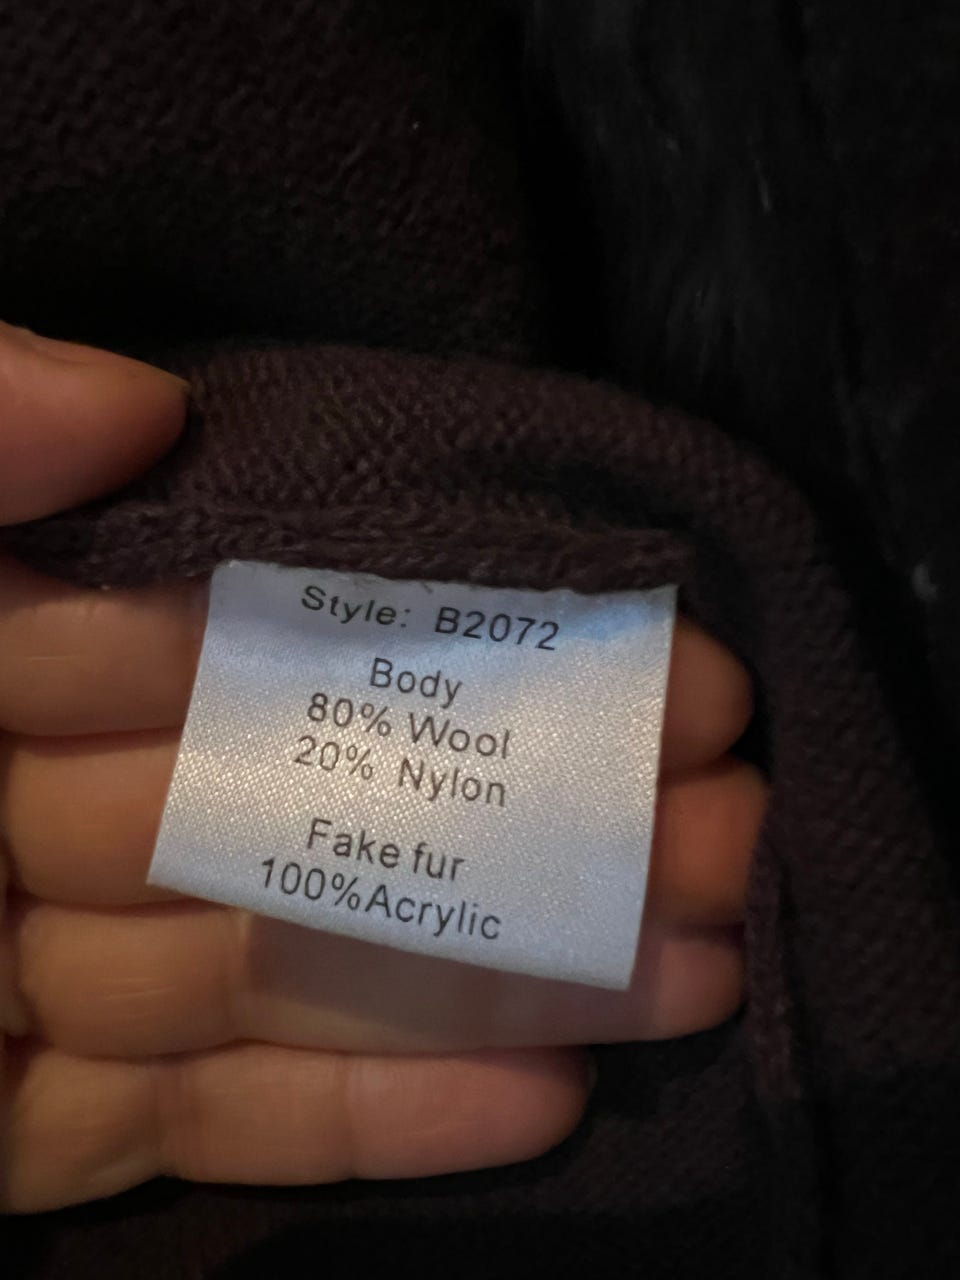 Style: B2072
Body
80% Wool
20% Nylon
Fake fur
100%Acrylic